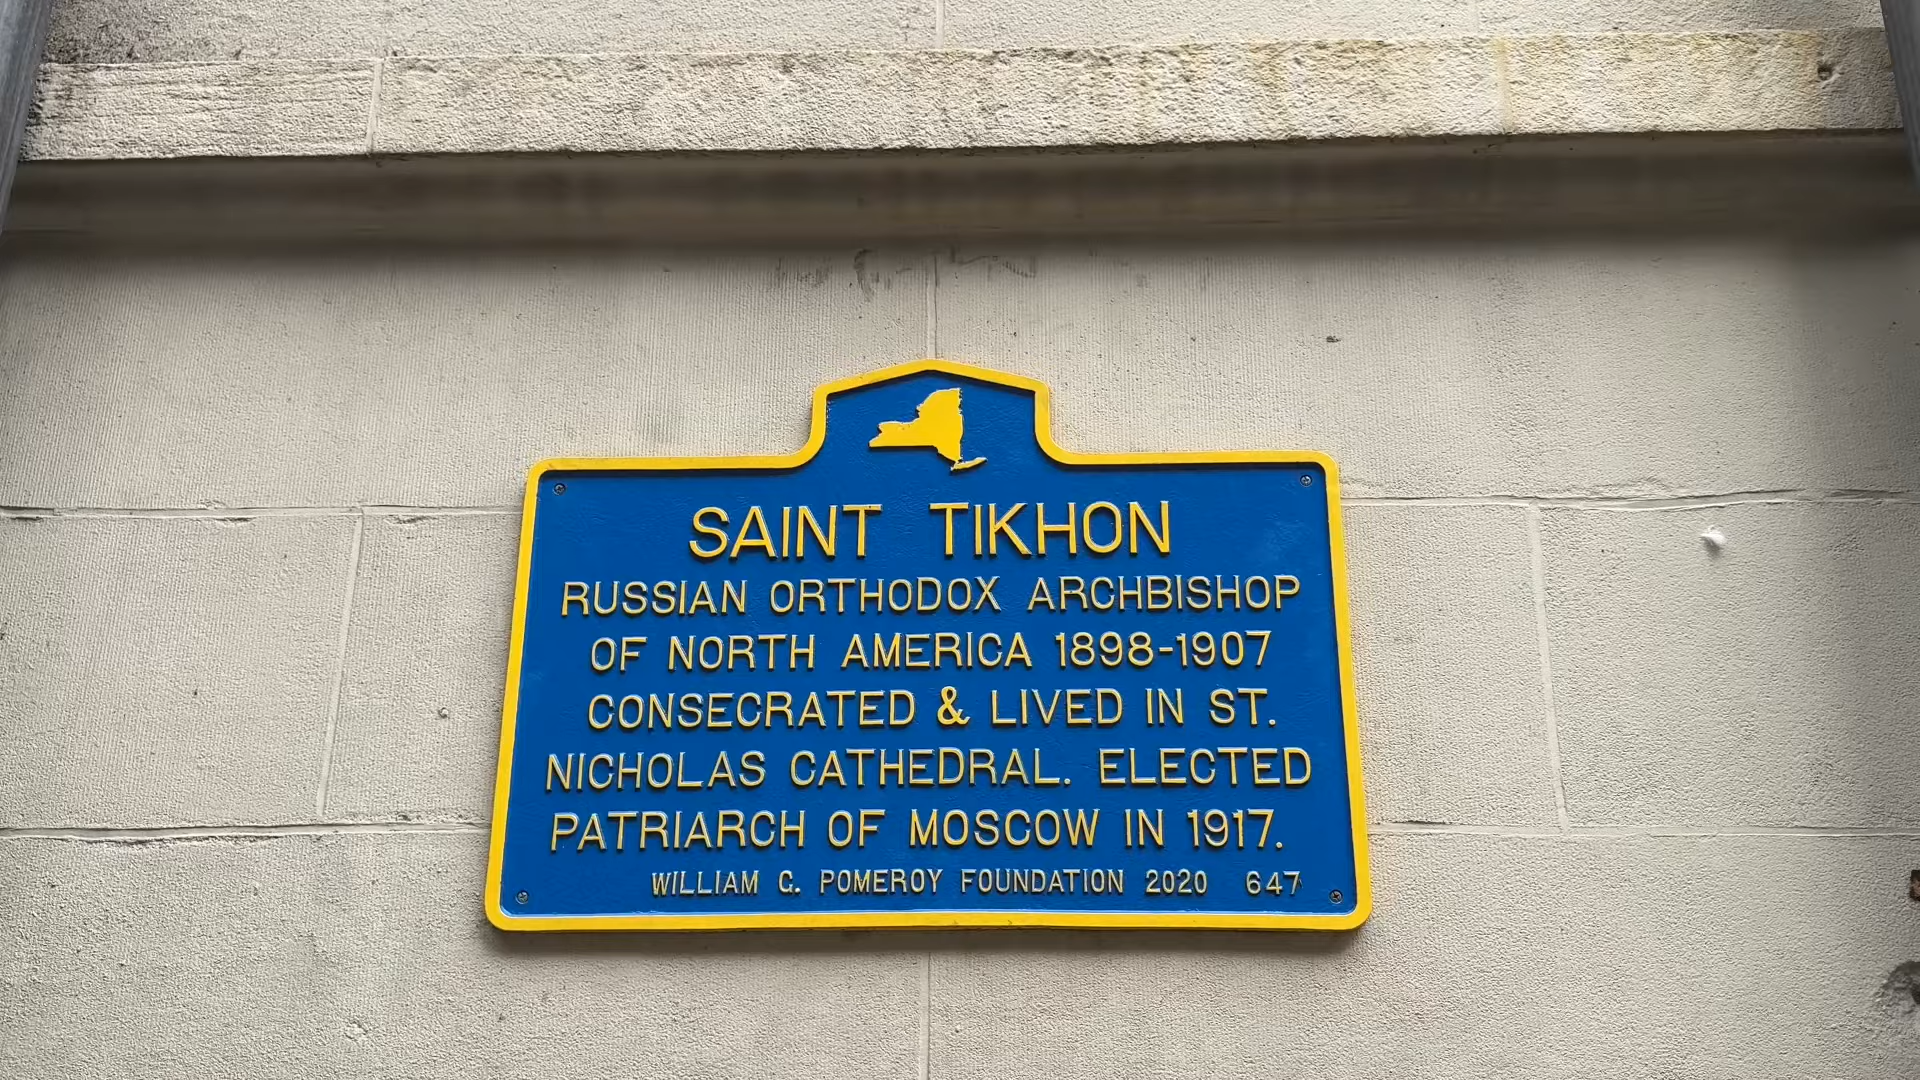 SAINT TIKHON
RUSSIAN ORTHODOX ARCHBISHOP
OF NORTH AMERICA 1898-1907
CONSECRATED & LIVED IN ST.
NICHOLAS CATHEDRAL. ELECTED
PATRIARCH OF MOSCOW IN 1917.
WILLIAM G. POMEROY FOUNDATION 2020 647